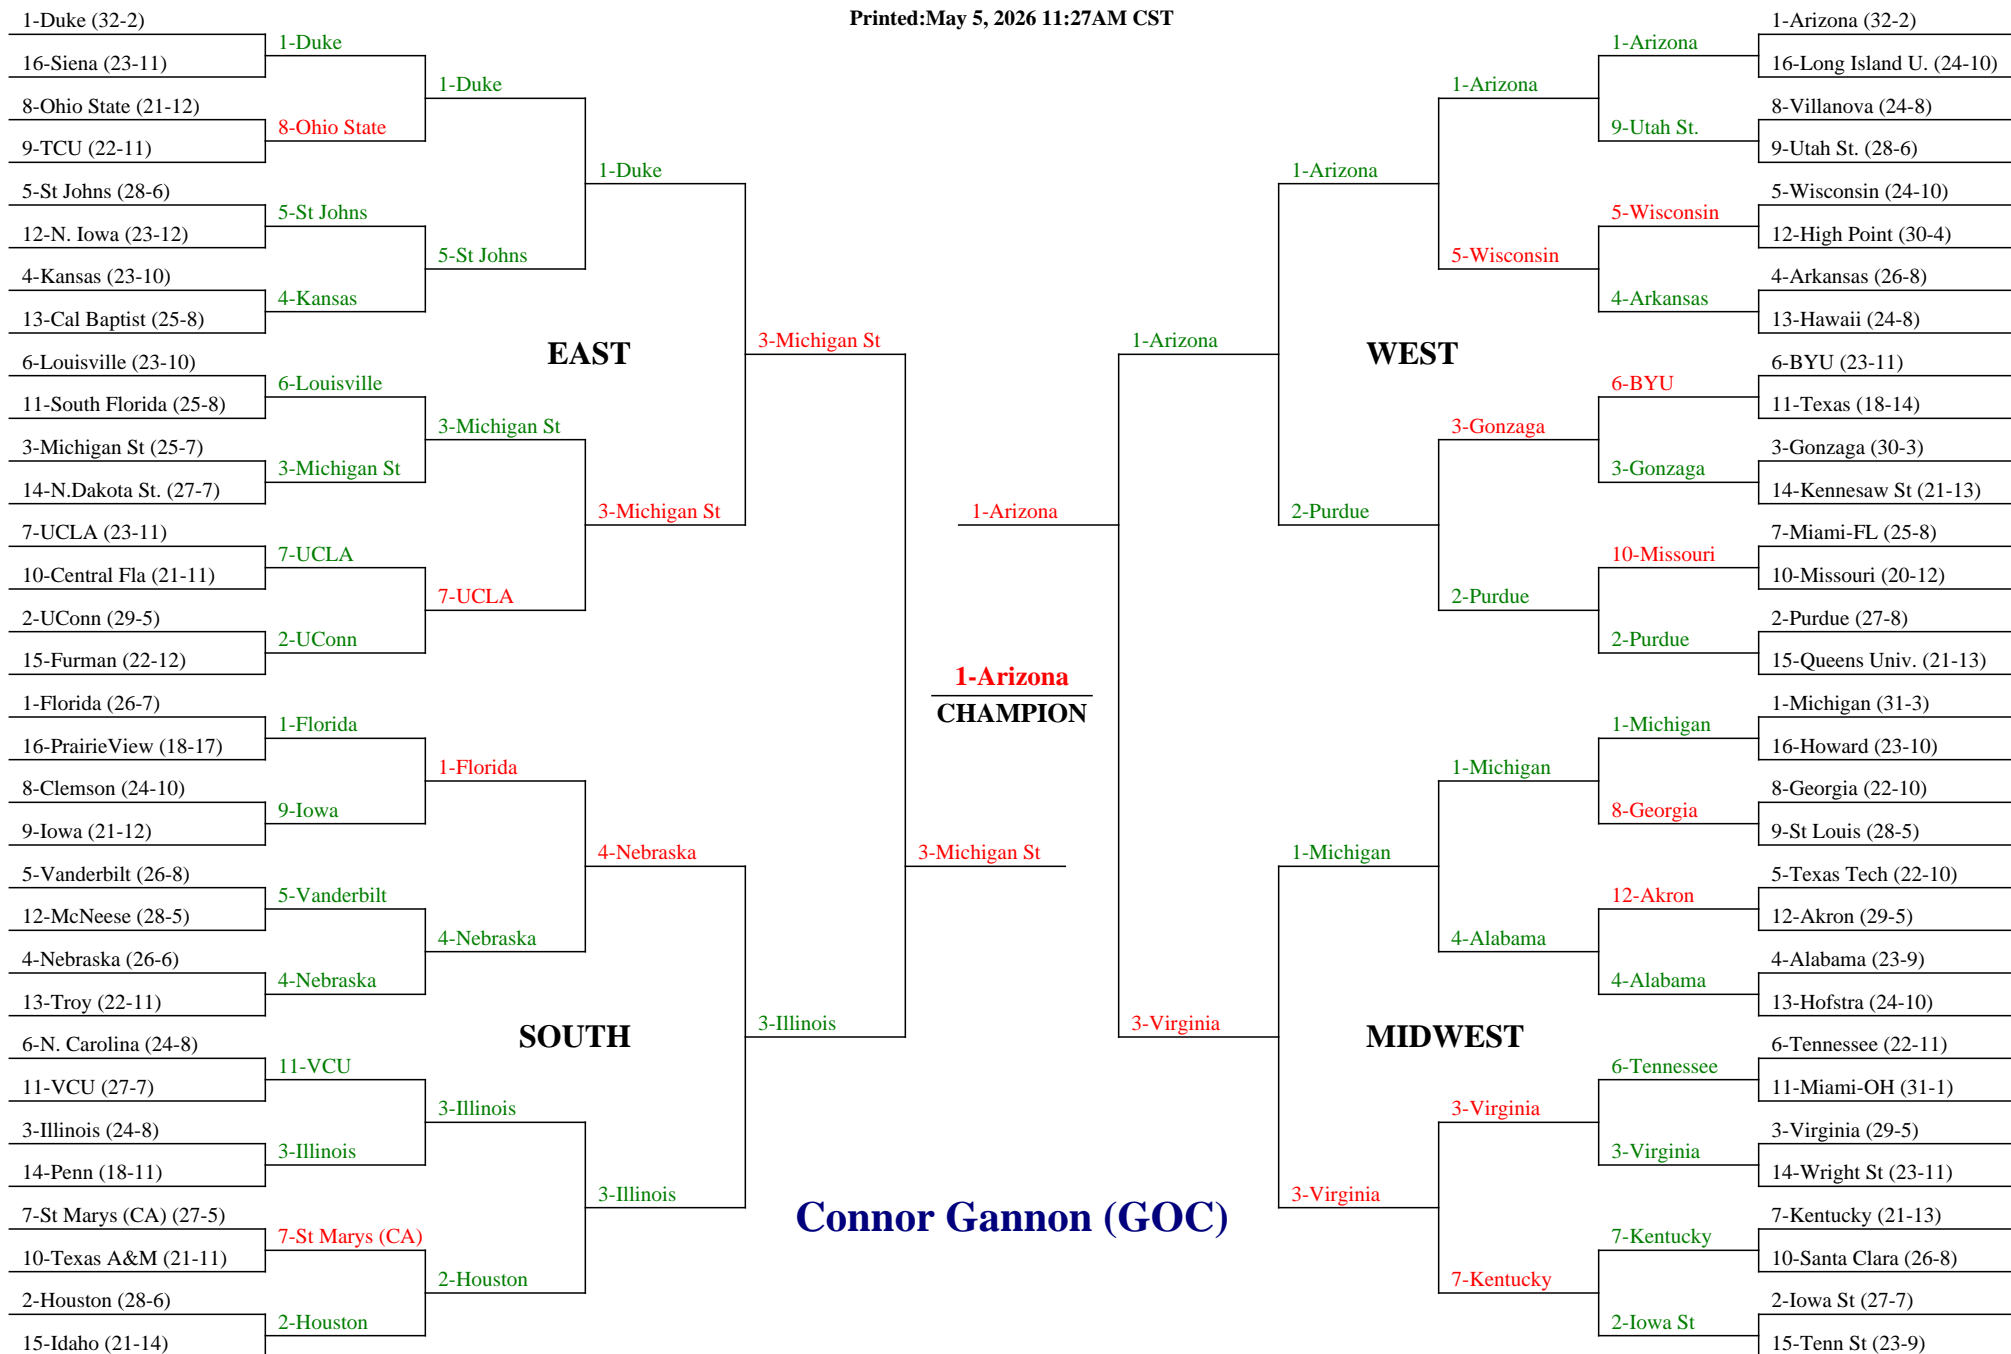 Printed:May 5, 2026 11:27AM CST
1-Duke (32-2)
16-Siena (23-11)
8-Ohio State (21-12)
9-TCU (22-11)
5-St Johns (28-6)
12-N. Iowa (23-12)
4-Kansas (23-10)
13-Cal Baptist (25-8)
6-Louisville (23-10)
11-South Florida (25-8)
3-Michigan St (25-7)
14-N.Dakota St. (27-7)
7-UCLA (23-11)
10-Central Fla (21-11)
2-UConn (29-5)
15-Furman (22-12)
1-Florida (26-7)
16-PrairieView (18-17)
8-Clemson (24-10)
9-Iowa (21-12)
5-Vanderbilt (26-8)
12-McNeese (28-5)
4-Nebraska (26-6)
13-Troy (22-11)
6-N. Carolina (24-8)
11-VCU (27-7)
3-Illinois (24-8)
14-Penn (18-11)
7-St Marys (CA) (27-5)
10-Texas A&M (21-11)
2-Houston (28-6)
15-Idaho (21-14)
1-Duke
8-Ohio State
5-St Johns
4-Kansas
6-Louisville
3-Michigan St
7-UCLA
2-UConn
1-Florida
9-Iowa
5-Vanderbilt
4-Nebraska
11-VCU
3-Illinois
7-St Marys (CA)
2-Houston
1-Duke
5-St Johns
3-Michigan St
7-UCLA
1-Florida
4-Nebraska
3-Illinois
2-Houston
1-Duke
3-Michigan St
4-Nebraska
3-Illinois
EAST
SOUTH
3-Michigan St
3-Illinois
1-Arizona
3-Michigan St
1-Arizona
CHAMPION
Connor Gannon (GOC)
1-Arizona
3-Virginia
WEST
MIDWEST
1-Arizona
2-Purdue
1-Michigan
3-Virginia
1-Arizona
5-Wisconsin
3-Gonzaga
2-Purdue
1-Michigan
4-Alabama
3-Virginia
7-Kentucky
1-Arizona
9-Utah St.
5-Wisconsin
4-Arkansas
6-BYU
3-Gonzaga
10-Missouri
2-Purdue
1-Michigan
8-Georgia
12-Akron
4-Alabama
6-Tennessee
3-Virginia
7-Kentucky
2-Iowa St
1-Arizona (32-2)
16-Long Island U. (24-10)
8-Villanova (24-8)
9-Utah St. (28-6)
5-Wisconsin (24-10)
12-High Point (30-4)
4-Arkansas (26-8)
13-Hawaii (24-8)
6-BYU (23-11)
11-Texas (18-14)
3-Gonzaga (30-3)
14-Kennesaw St (21-13)
7-Miami-FL (25-8)
10-Missouri (20-12)
2-Purdue (27-8)
15-Queens Univ. (21-13)
1-Michigan (31-3)
16-Howard (23-10)
8-Georgia (22-10)
9-St Louis (28-5)
5-Texas Tech (22-10)
12-Akron (29-5)
4-Alabama (23-9)
13-Hofstra (24-10)
6-Tennessee (22-11)
11-Miami-OH (31-1)
3-Virginia (29-5)
14-Wright St (23-11)
7-Kentucky (21-13)
10-Santa Clara (26-8)
2-Iowa St (27-7)
15-Tenn St (23-9)